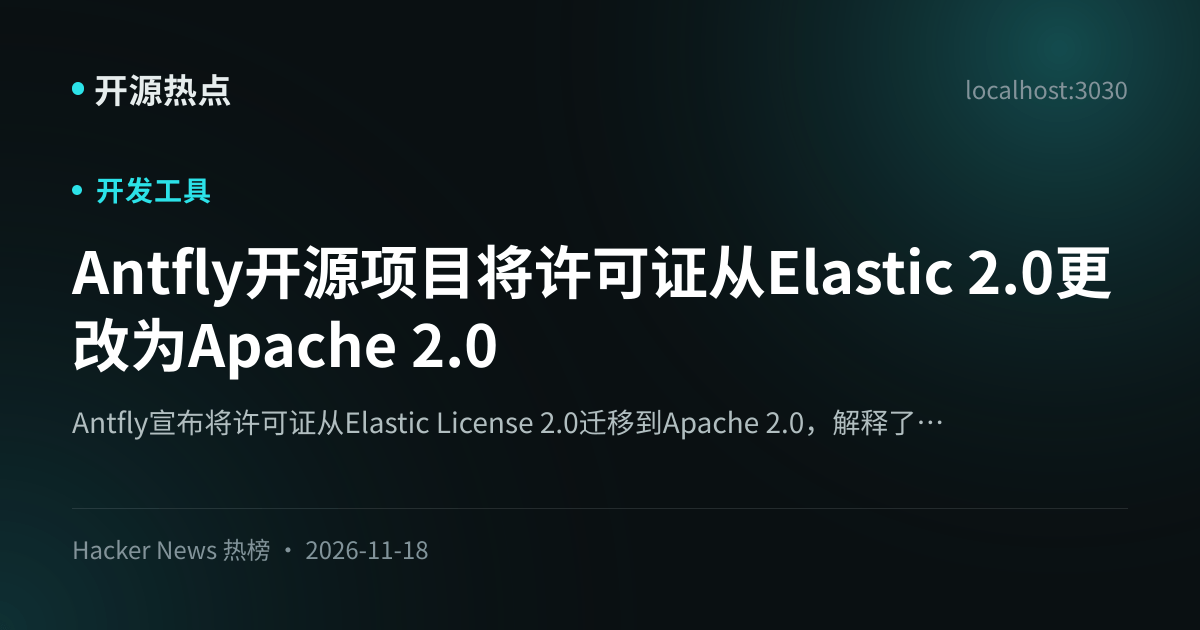 开源热点
localhost:3030
开发工具
Antfly开源项目将许可证从Elastic 2.0更
改为Apache 2.0
Antfly宣布将许可证从Elastic License 2.0迁移到Apache 2.0，解释了…
Hacker News 热榜 · 2026-11-18